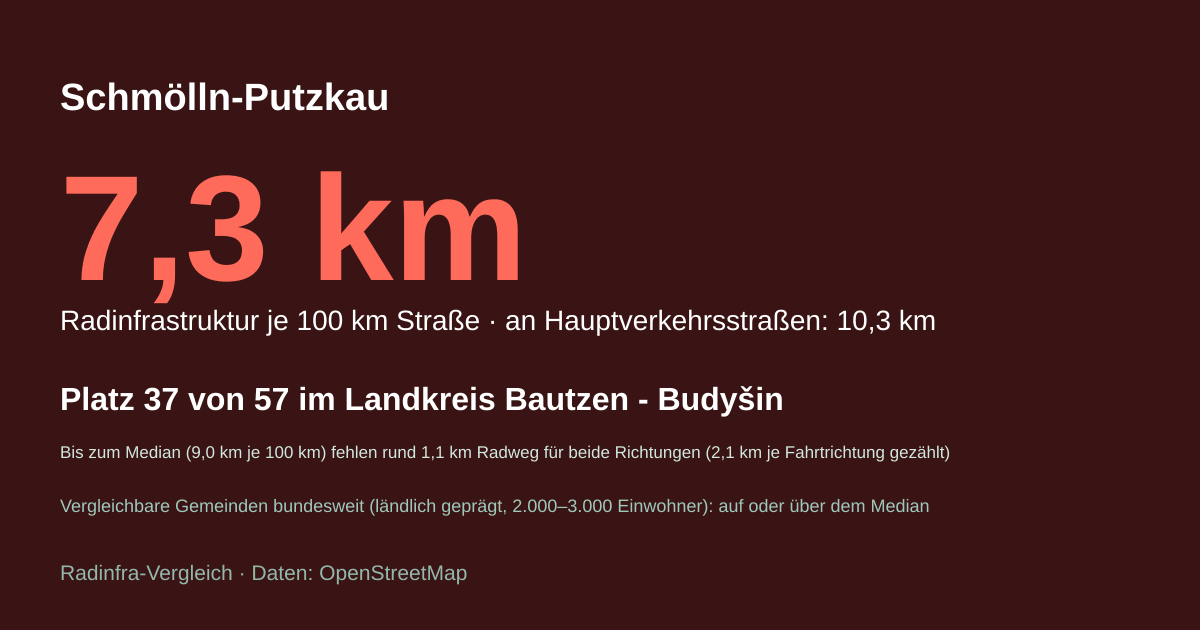 Schmölln-Putzkau
7,3 km
Radinfrastruktur je 100 km Straße · an Hauptverkehrsstraßen: 10,3 km
Platz 37 von 57 im Landkreis Bautzen - Budyšin
Bis zum Median (9,0 km je 100 km) fehlen rund 1,1 km Radweg für beide Richtungen (2,1 km je Fahrtrichtung gezählt)
Vergleichbare Gemeinden bundesweit (ländlich geprägt, 2.000–3.000 Einwohner): auf oder über dem Median
Radinfra-Vergleich · Daten: OpenStreetMap